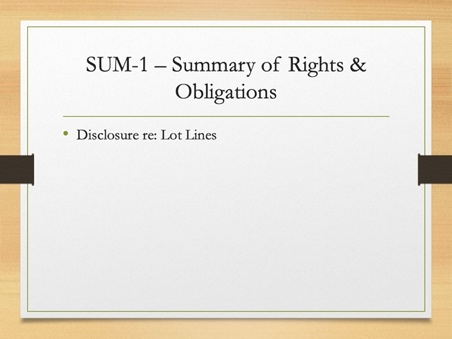 SUM-1 – Summary of Rights &
Obligations
• Disclosure re: Lot Lines